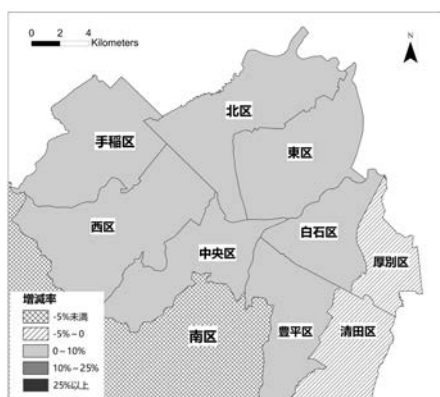 0 2 4
Kilometers
N
北区
手稲区
東区
西区
白石区
中央区
厚別区
南区
豊平区
清田区
増減率
-5%未満
-5%~0
0-10%
10%-25%
25%以上